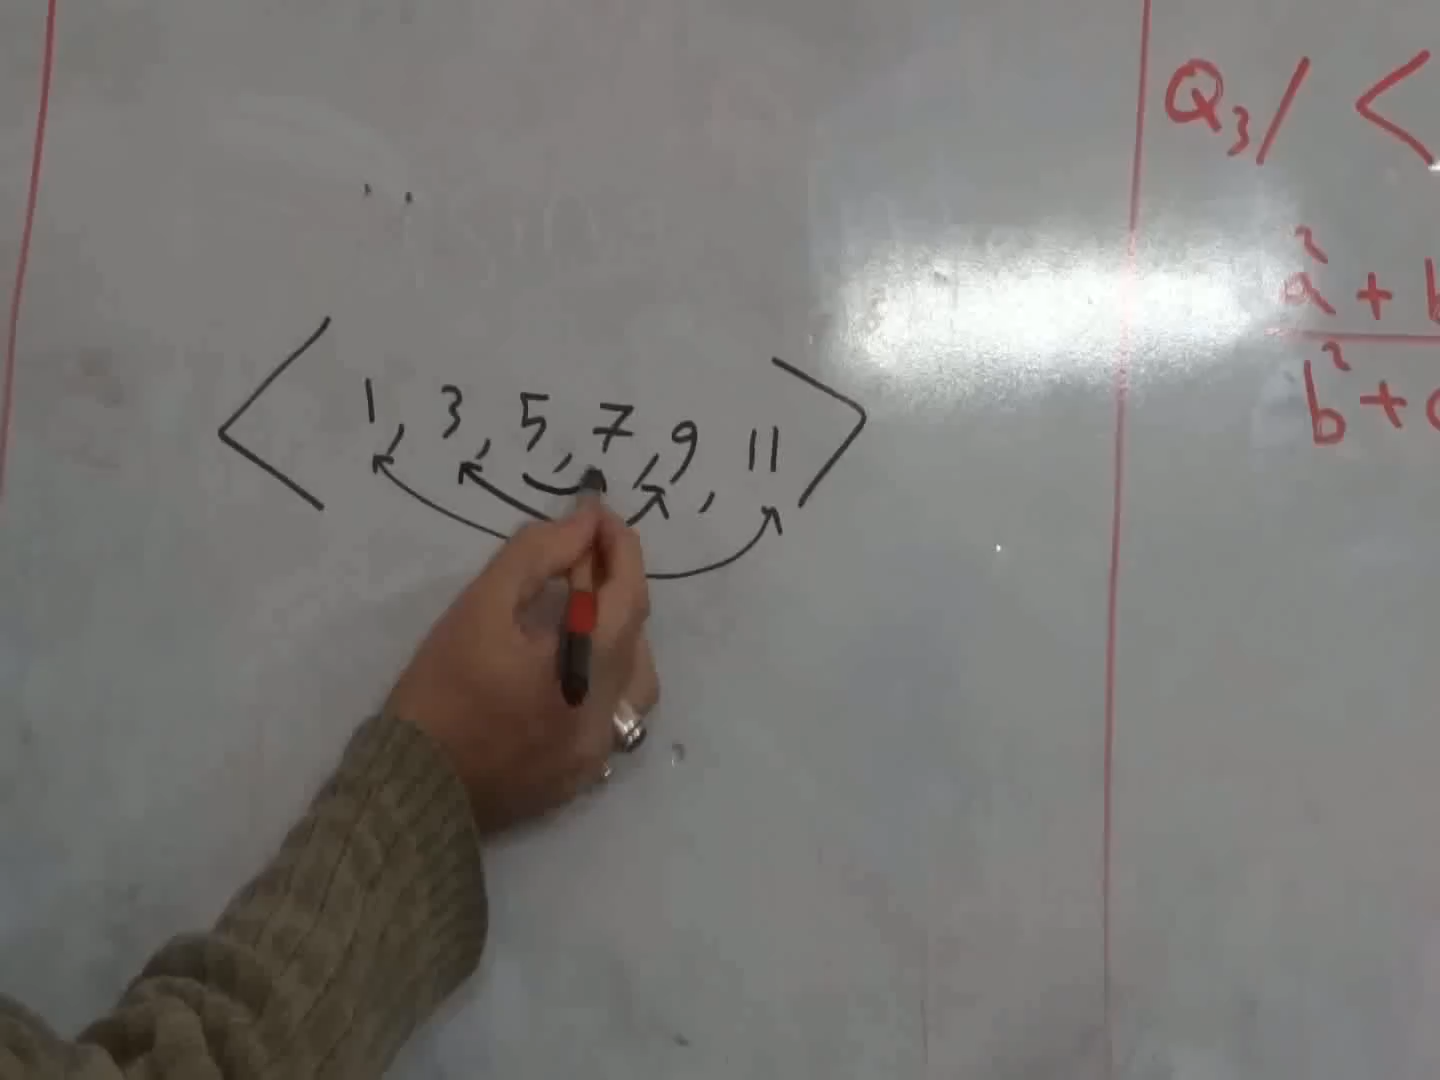 < 1, 3, 5, 7, 9, 11 >
Q3/ <
a² + b
b² + c